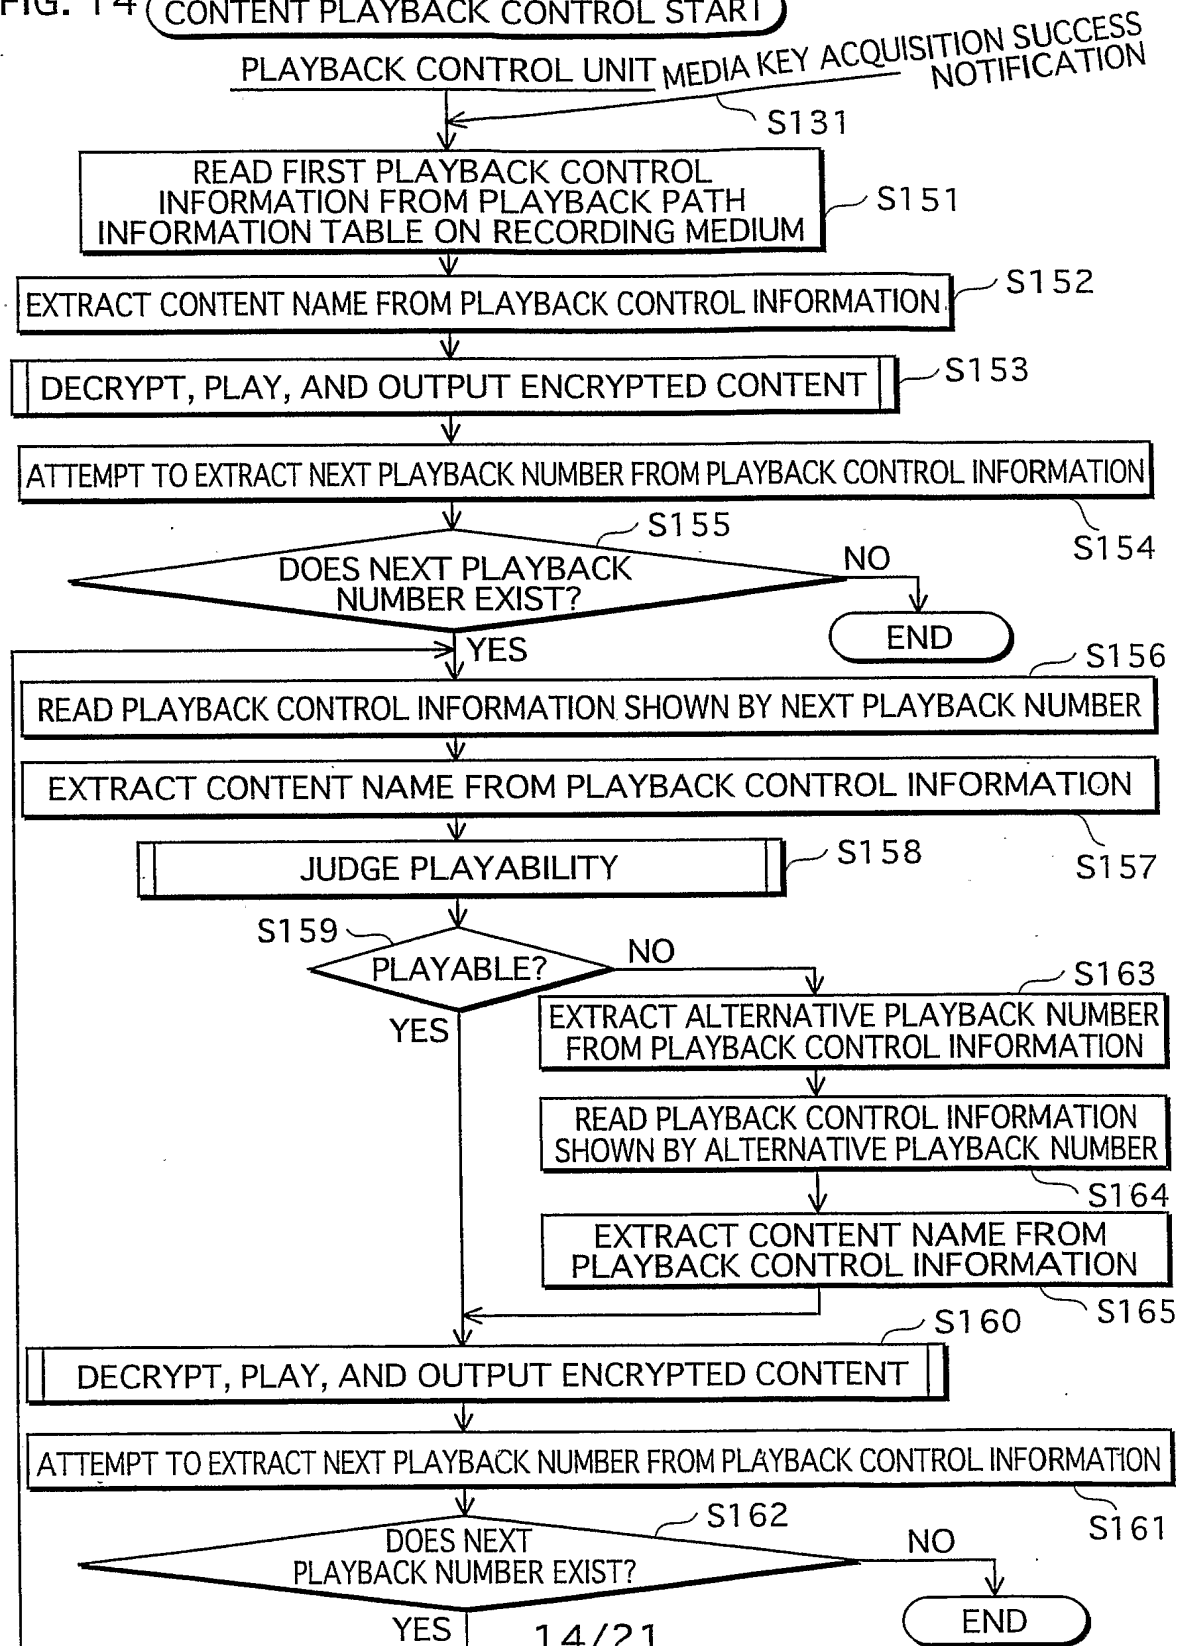 FIG. 14
CONTENT PLAYBACK CONTROL START
PLAYBACK CONTROL UNIT
MEDIA KEY ACQUISITION SUCCESS
NOTIFICATION
S131
READ FIRST PLAYBACK CONTROL
INFORMATION FROM PLAYBACK PATH
INFORMATION TABLE ON RECORDING MEDIUM
S151
EXTRACT CONTENT NAME FROM PLAYBACK CONTROL INFORMATION
S152
DECRYPT, PLAY, AND OUTPUT ENCRYPTED CONTENT
S153
ATTEMPT TO EXTRACT NEXT PLAYBACK NUMBER FROM PLAYBACK CONTROL INFORMATION
S154
S155
DOES NEXT PLAYBACK
NUMBER EXIST?
NO
END
YES
S156
READ PLAYBACK CONTROL INFORMATION SHOWN BY NEXT PLAYBACK NUMBER
EXTRACT CONTENT NAME FROM PLAYBACK CONTROL INFORMATION
S157
JUDGE PLAYABILITY
S158
S159
PLAYABLE?
NO
YES
S163
EXTRACT ALTERNATIVE PLAYBACK NUMBER
FROM PLAYBACK CONTROL INFORMATION
READ PLAYBACK CONTROL INFORMATION
SHOWN BY ALTERNATIVE PLAYBACK NUMBER
S164
EXTRACT CONTENT NAME FROM
PLAYBACK CONTROL INFORMATION
S165
S160
DECRYPT, PLAY, AND OUTPUT ENCRYPTED CONTENT
ATTEMPT TO EXTRACT NEXT PLAYBACK NUMBER FROM PLAYBACK CONTROL INFORMATION
S161
S162
DOES NEXT
PLAYBACK NUMBER EXIST?
NO
END
YES
14/21